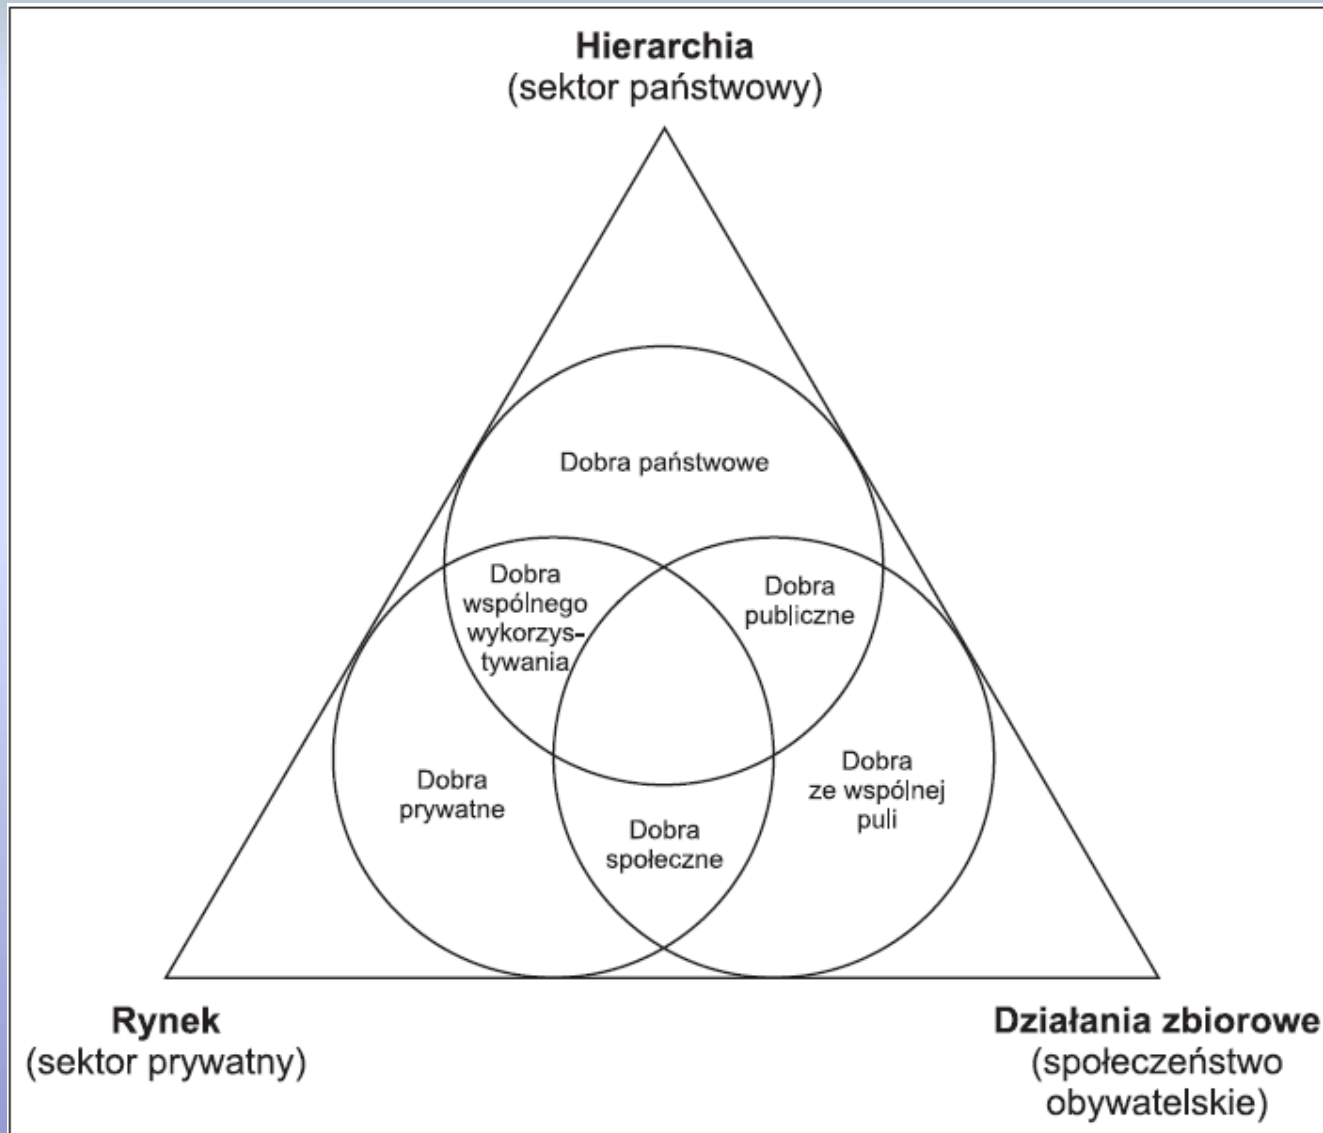 Hierarchia
(sektor państwowy)
Dobra państwowe
Dobra
wspólnego
wykorzys-
tywania
Dobra
publiczne
Dobra
prywatne
Dobra
społeczne
Dobra
ze wspólnej
puli
Rynek
(sektor prywatny)
Działania zbiorowe
(społeczeństwo
obywatelskie)